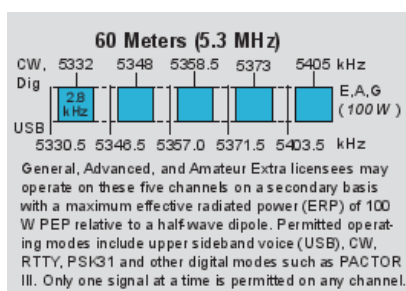 60 Meters (5.3 MHz)
CW, 5332 5348 5358.5 5373 5405 kHz
Dig
2.8 kHz
E,A,G
(100 W)
USB
5330.5 5346.5 5357.0 5371.5 5403.5 kHz
General, Advanced, and Amateur Extra licensees may
operate on these five channels on a secondary basis
with a maximum effective radiated power (ERP) of 100
W PEP relative to a half-wave dipole. Permitted operat-
ing modes include upper sideband voice (USB), CW,
RTTY, PSK31 and other digital modes such as PACTOR
III. Only one signal at a time is permitted on any channel.